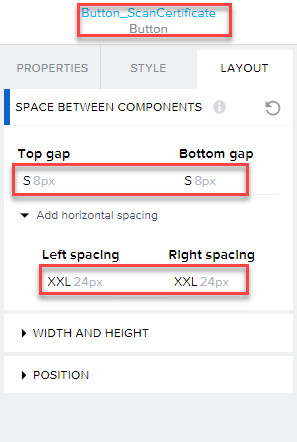 Button_ScanCertificate
Button
PROPERTIES STYLE LAYOUT
SPACE BETWEEN COMPONENTS
Top gap Bottom gap
S 8px S 8px
Add horizontal spacing
Left spacing Right spacing
XXL 24px XXL 24px
WIDTH AND HEIGHT
POSITION